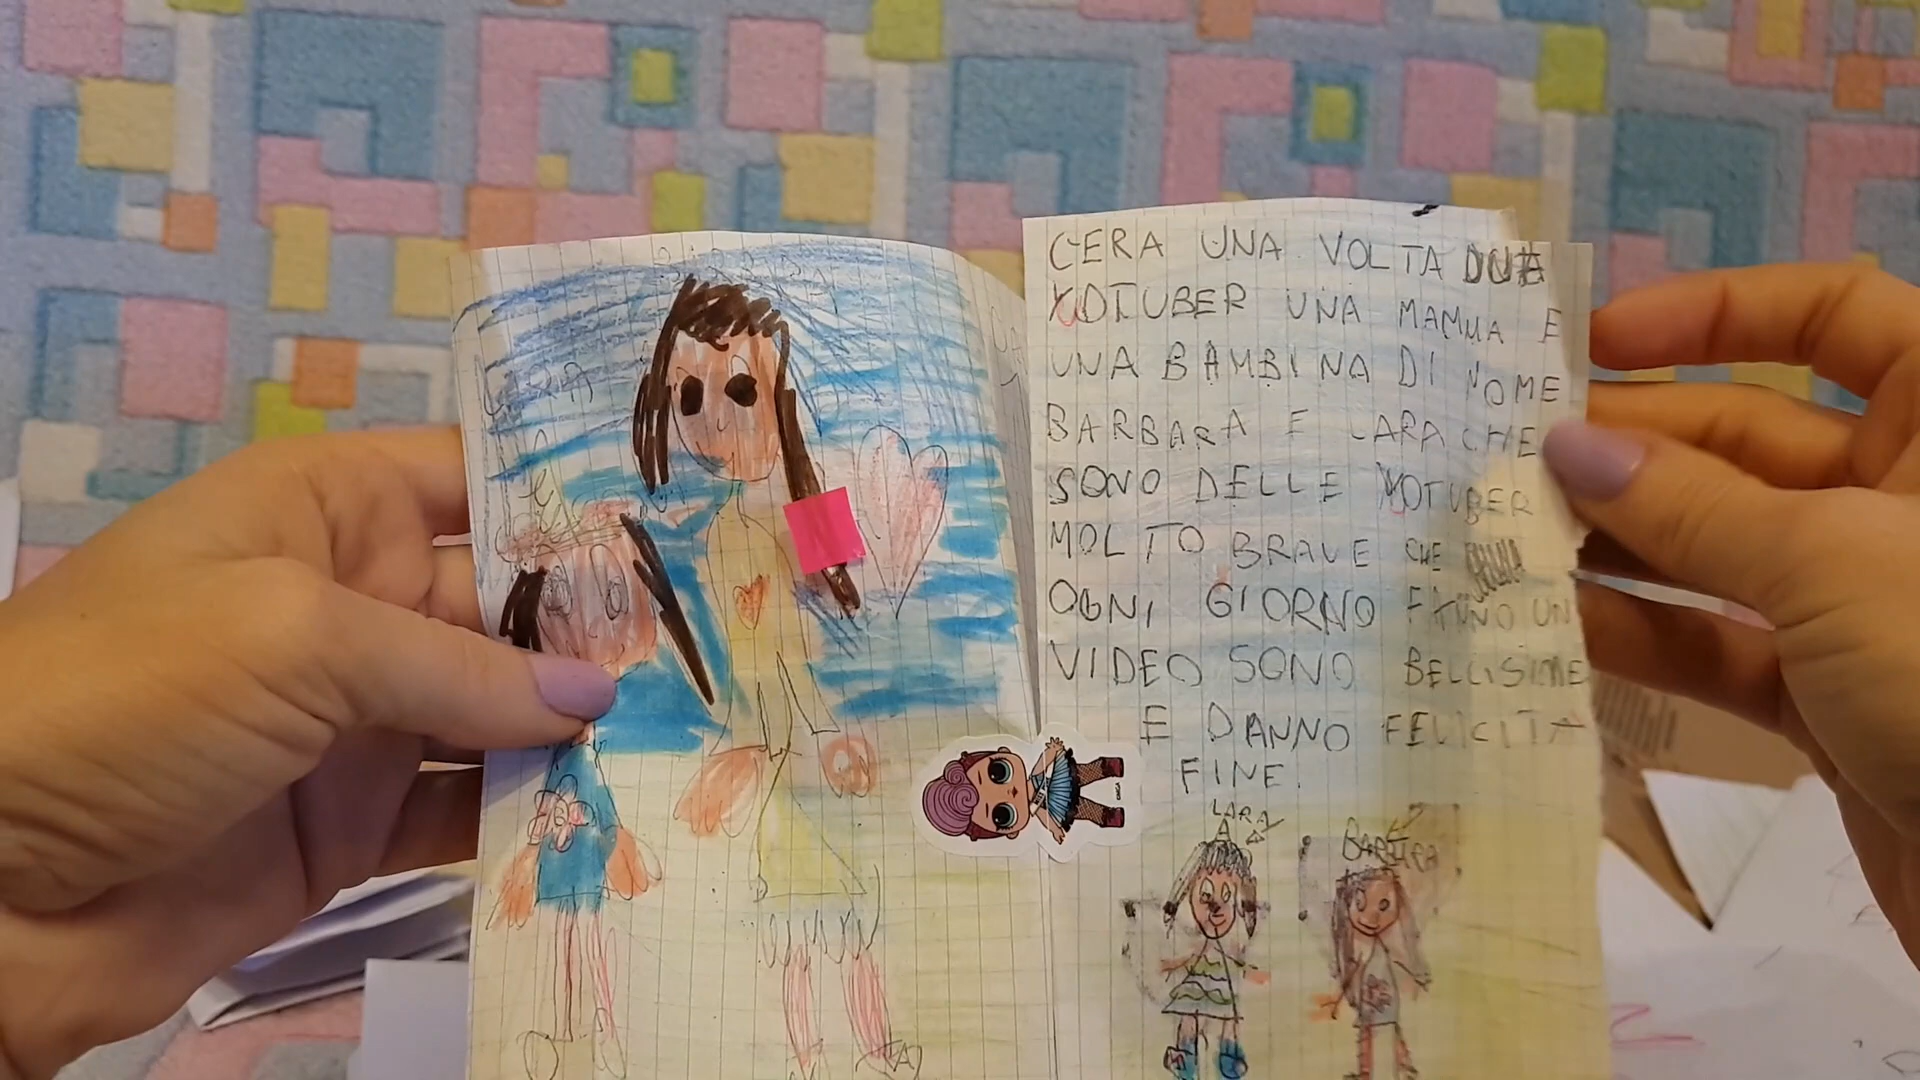 CERA UNA VOLTA DUE
YOTUBER UNA MAMMA E
UNA BAMBINA DI NOME
BARBARA E LARA CHE
SONO DELLE YOTUBER
MOLTO BRAVE CHE
OGNI GIORNO FANNO UN
VIDEO SONO BELLISIME
E DANNO FELICITA
FINE.
LARA
BARBARA
LARA